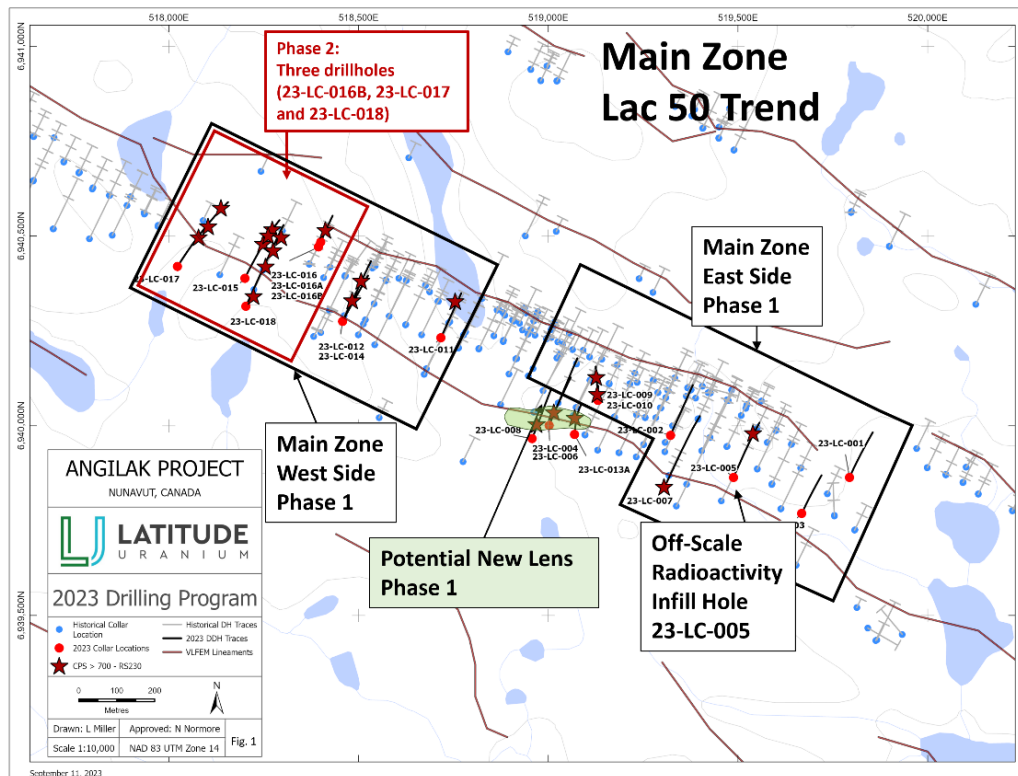 518,000E
518,500E
519,000E
519,500E
520,000E
6,941,000N
6,940,500N
6,940,000N
6,939,500N
Main Zone
Lac 50 Trend
Phase 2:
Three drillholes
(23-LC-016B, 23-LC-017
and 23-LC-018)
Main Zone
East Side
Phase 1
23-LC-017
23-LC-015
23-LC-016
23-LC-016A
23-LC-016B
23-LC-018
23-LC-012
23-LC-014
23-LC-011
23-LC-009
23-LC-010
23-LC-008
23-LC-004
23-LC-006
23-LC-002
23-LC-013A
23-LC-005
23-LC-001
23-LC-007
03
Main Zone
West Side
Phase 1
Potential New Lens
Phase 1
Off-Scale
Radioactivity
Infill Hole
23-LC-005
ANGILAK PROJECT
NUNAVUT, CANADA
LATITUDE
URANIUM
2023 Drilling Program
Historical Collar
Location
2023 Collar Locations
CPS > 700 - RS230
Historical DH Traces
2023 DDH Traces
VLFEM Lineaments
0 100 200
Metres
N
Drawn: L Miller Approved: N Normore
Scale 1:10,000 NAD 83 UTM Zone 14
Fig. 1
September 11, 2023